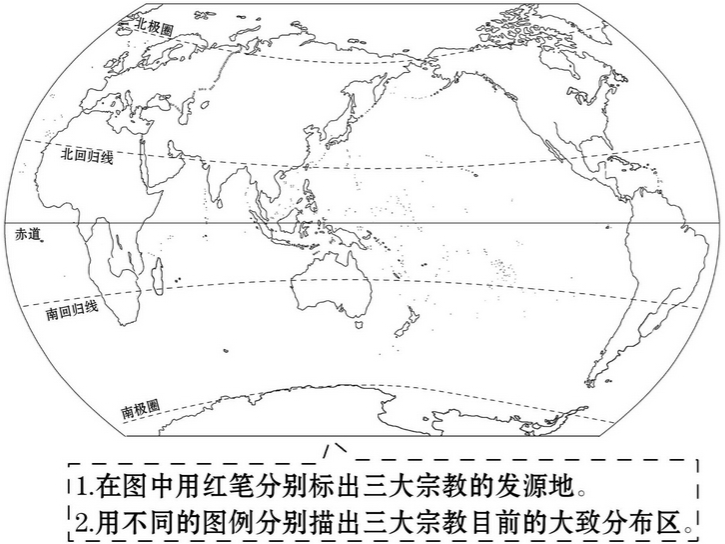 北极圈
北回归线
赤道
南回归线
南极圈
1.在图中用红笔分别标出三大宗教的发源地。
2.用不同的图例分别描出三大宗教目前的大致分布区。